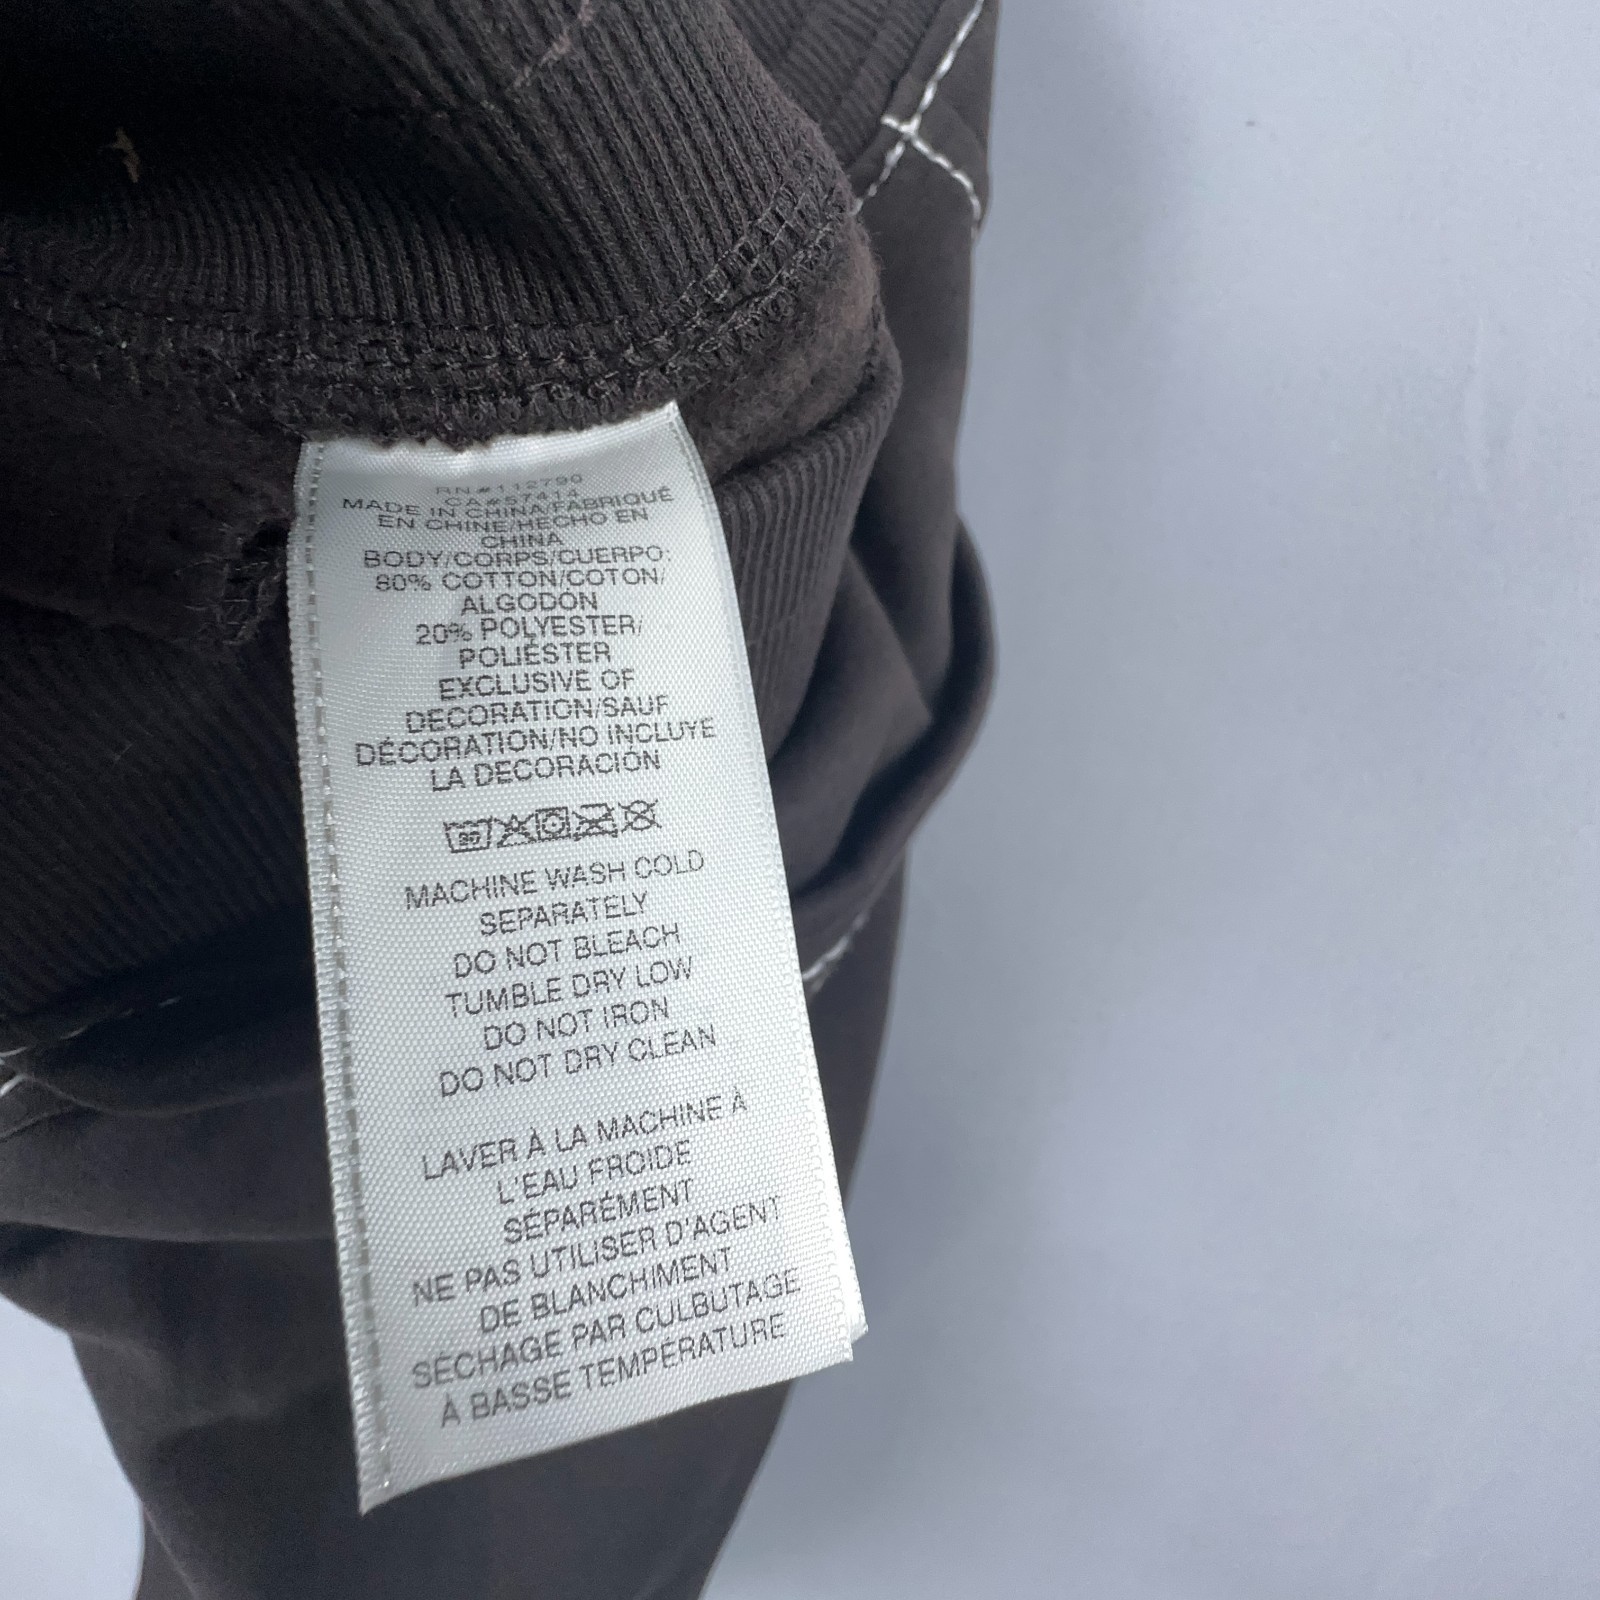 RN#112790
CA#57414
MADE IN CHINA/FABRIQUÉ
EN CHINE/HECHO EN
CHINA
BODY/CORPS/CUERPO:
80% COTTON/COTON/
ALGODÓN
20% POLYESTER/
POLIÉSTER
EXCLUSIVE OF
DECORATION/SAUF
DÉCORATION/NO INCLUYE
LA DECORACIÓN
30
MACHINE WASH COLD
SEPARATELY
DO NOT BLEACH
TUMBLE DRY LOW
DO NOT IRON
DO NOT DRY CLEAN
LAVER À LA MACHINE À
L'EAU FROIDE
SÉPARÉMENT
NE PAS UTILISER D'AGENT
DE BLANCHIMENT
SÉCHAGE PAR CULBUTAGE
À BASSE TEMPÉRATURE